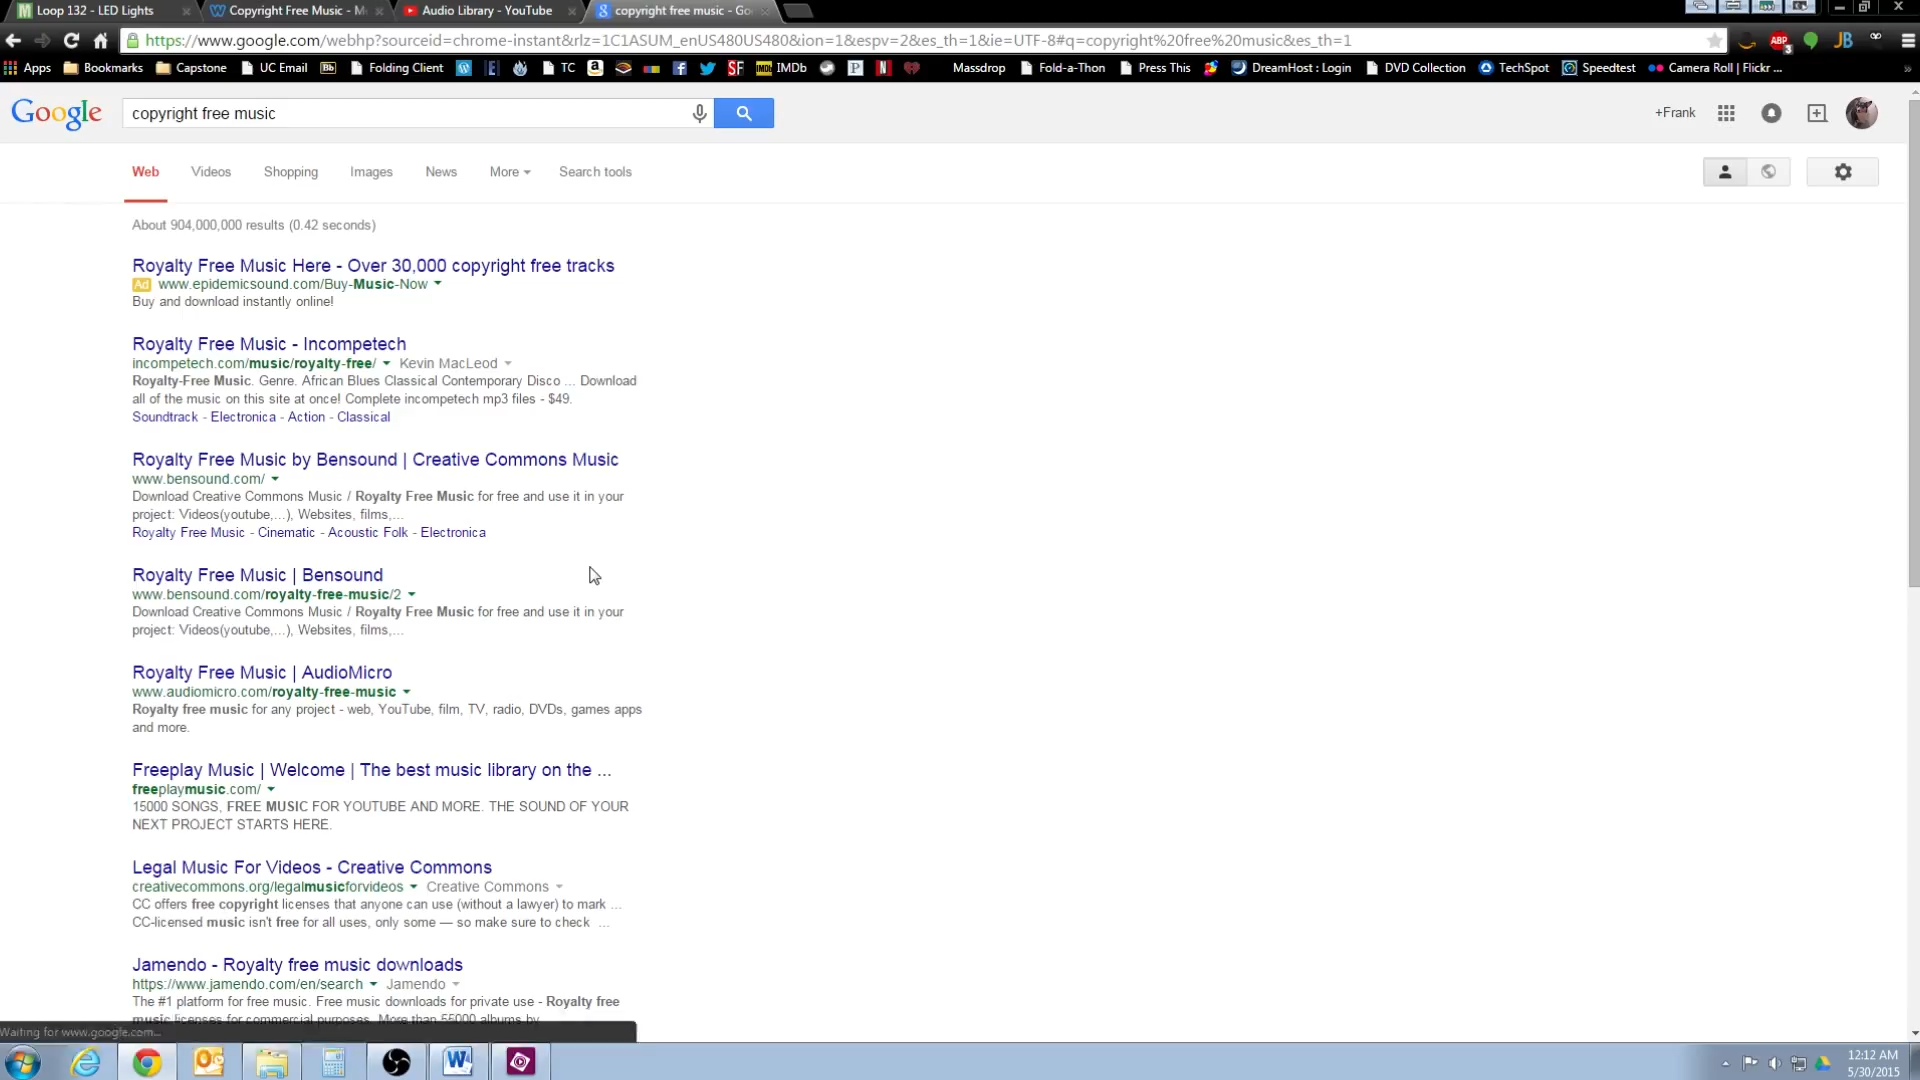 Loop 132 - LED Lights
Copyright Free Music - M
Audio Library - YouTube
copyright free music - Go
https://www.google.com/webhp?sourceid=chrome-instant&rlz=1C1ASUM_enUS480US480&ion=1&espv=2&es_th=1&ie=UTF-8#q=copyright%20free%20music&es_th=1
Apps Bookmarks Capstone UC Email Bb Folding Client TC IMDb Massdrop Fold-a-Thon Press This DreamHost : Login DVD Collection TechSpot Speedtest Camera Roll | Flickr ...
Google
copyright free music
+Frank
Web Videos Shopping Images News More Search tools
About 904,000,000 results (0.42 seconds)
Royalty Free Music Here - Over 30,000 copyright free tracks
Ad www.epidemicsound.com/Buy-Music-Now
Buy and download instantly online!
Royalty Free Music - Incompetech
incompetech.com/music/royalty-free/ Kevin MacLeod
Royalty-Free Music. Genre. African Blues Classical Contemporary Disco ... Download
all of the music on this site at once! Complete incompetech mp3 files - $49.
Soundtrack - Electronica - Action - Classical
Royalty Free Music by Bensound | Creative Commons Music
www.bensound.com/
Download Creative Commons Music / Royalty Free Music for free and use it in your
project: Videos(youtube,...), Websites, films,...
Royalty Free Music - Cinematic - Acoustic Folk - Electronica
Royalty Free Music | Bensound
www.bensound.com/royalty-free-music/2
Download Creative Commons Music / Royalty Free Music for free and use it in your
project: Videos(youtube,...), Websites, films,...
Royalty Free Music | AudioMicro
www.audiomicro.com/royalty-free-music
Royalty free music for any project - web, YouTube, film, TV, radio, DVDs, games apps
and more.
Freeplay Music | Welcome | The best music library on the ...
freeplaymusic.com/
15000 SONGS, FREE MUSIC FOR YOUTUBE AND MORE. THE SOUND OF YOUR
NEXT PROJECT STARTS HERE.
Legal Music For Videos - Creative Commons
creativecommons.org/legalmusicforvideos Creative Commons
CC offers free copyright licenses that anyone can use (without a lawyer) to mark ...
CC-licensed music isn't free for all uses, only some — so make sure to check ...
Jamendo - Royalty free music downloads
https://www.jamendo.com/en/search Jamendo
The #1 platform for free music. Free music downloads for private use - Royalty free
music licenses for commercial purposes. More than 55000 albums by
Waiting for www.google.com...
12:12 AM
5/30/2015